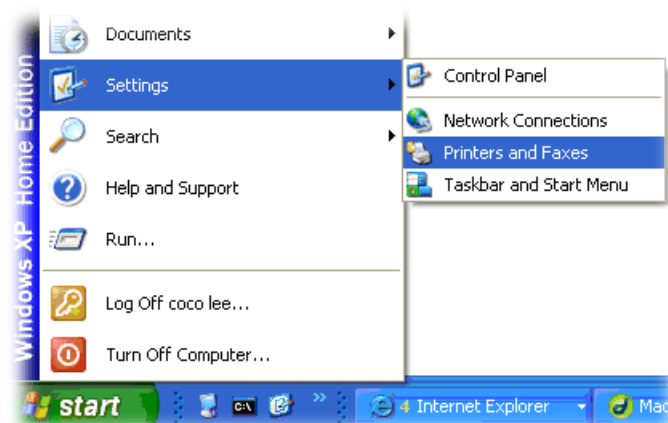 Windows XP Home Edition
Documents
Settings
Search
Help and Support
Run...
Log Off coco lee...
Turn Off Computer...
Control Panel
Network Connections
Printers and Faxes
Taskbar and Start Menu
start
C:\
»
4 Internet Explorer
Mac